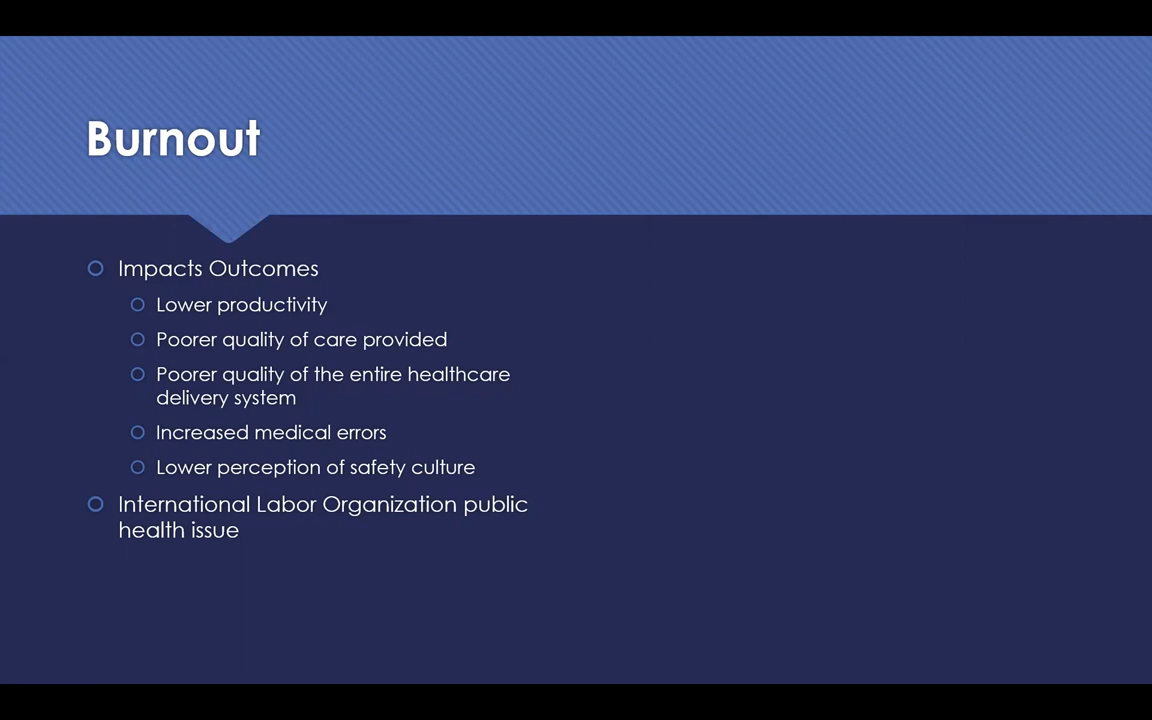 Burnout
Impacts Outcomes
Lower productivity
Poorer quality of care provided
Poorer quality of the entire healthcare
delivery system
Increased medical errors
Lower perception of safety culture
International Labor Organization public
health issue